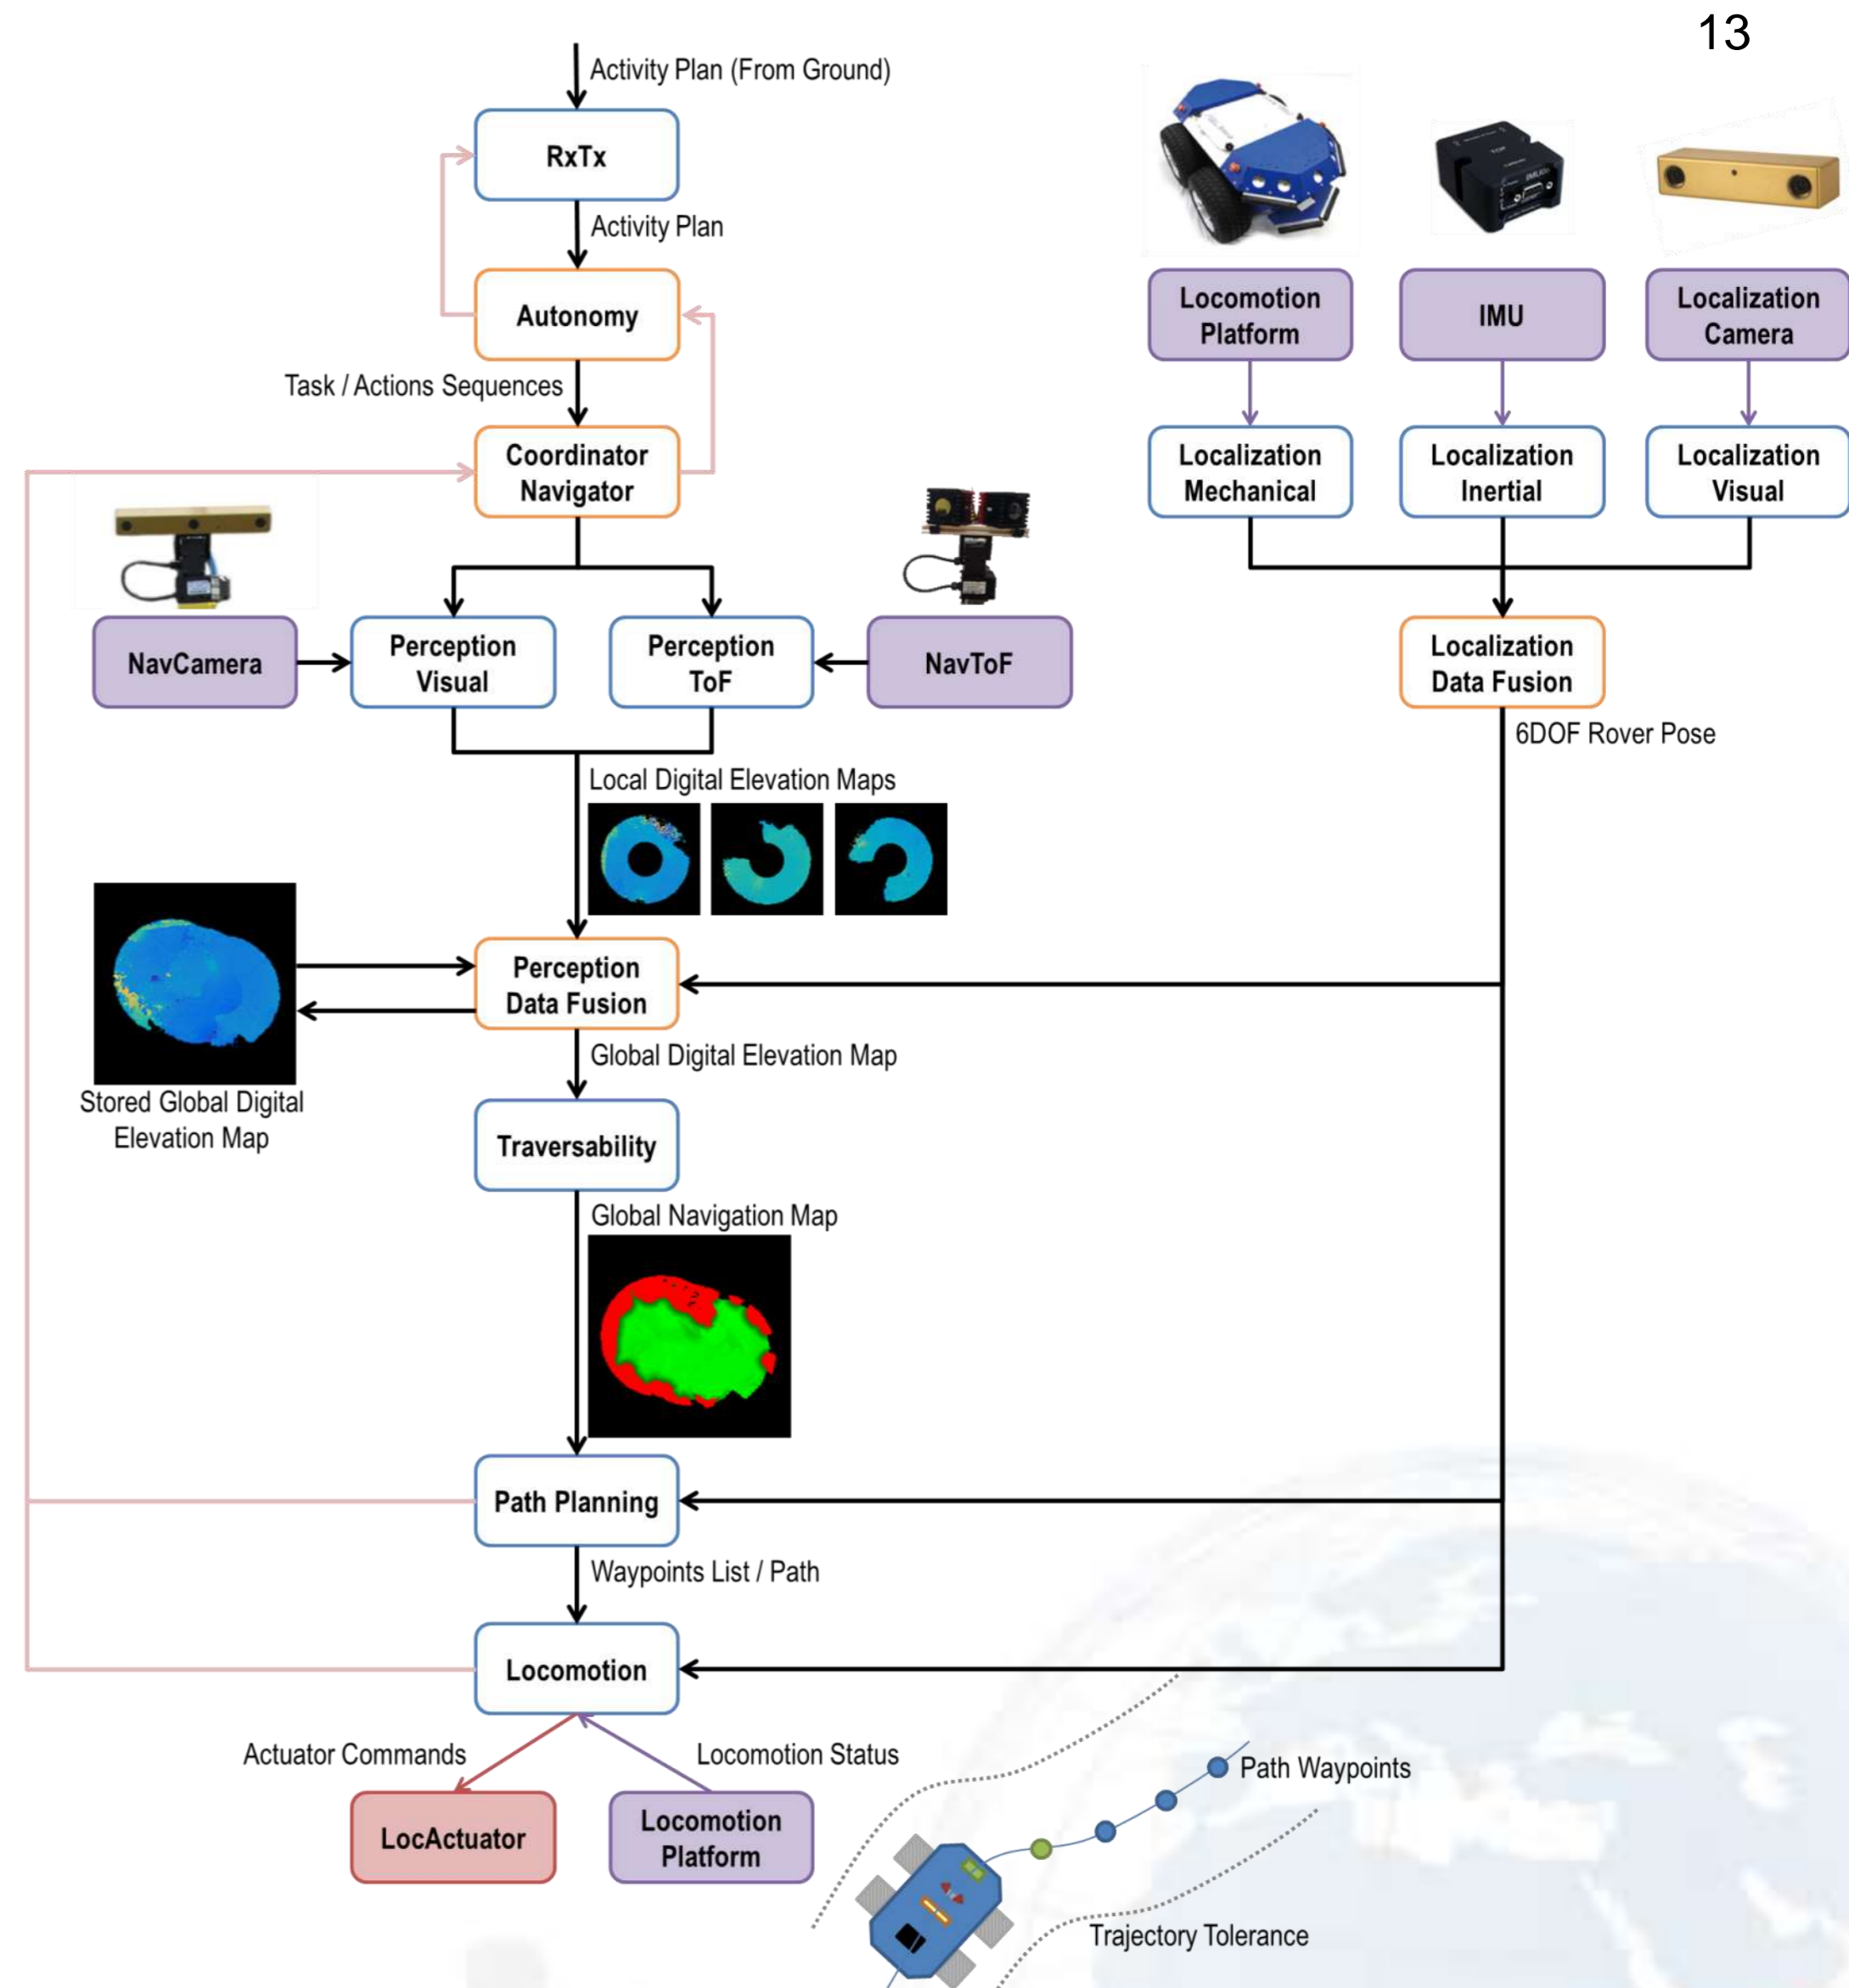 13
Activity Plan (From Ground)
RxTx
Activity Plan
Autonomy
Task / Actions Sequences
Coordinator
Navigator
Locomotion
Platform
IMU
Localization
Camera
Localization
Mechanical
Localization
Inertial
Localization
Visual
NavCamera
Perception
Visual
Perception
ToF
NavToF
Localization
Data Fusion
6DOF Rover Pose
Local Digital Elevation Maps
Perception
Data Fusion
Stored Global Digital
Elevation Map
Global Digital Elevation Map
Traversability
Global Navigation Map
Path Planning
Waypoints List / Path
Locomotion
Actuator Commands
Locomotion Status
LocActuator
Locomotion
Platform
Path Waypoints
Trajectory Tolerance